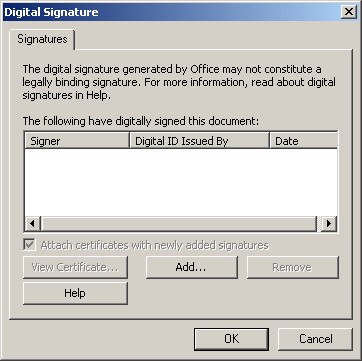 Digital Signature
Signatures
The digital signature generated by Office may not constitute a
legally binding signature. For more information, read about digital
signatures in Help.
The following have digitally signed this document:
Signer Digital ID Issued By Date
Attach certificates with newly added signatures
View Certificate... Add... Remove
Help
OK Cancel